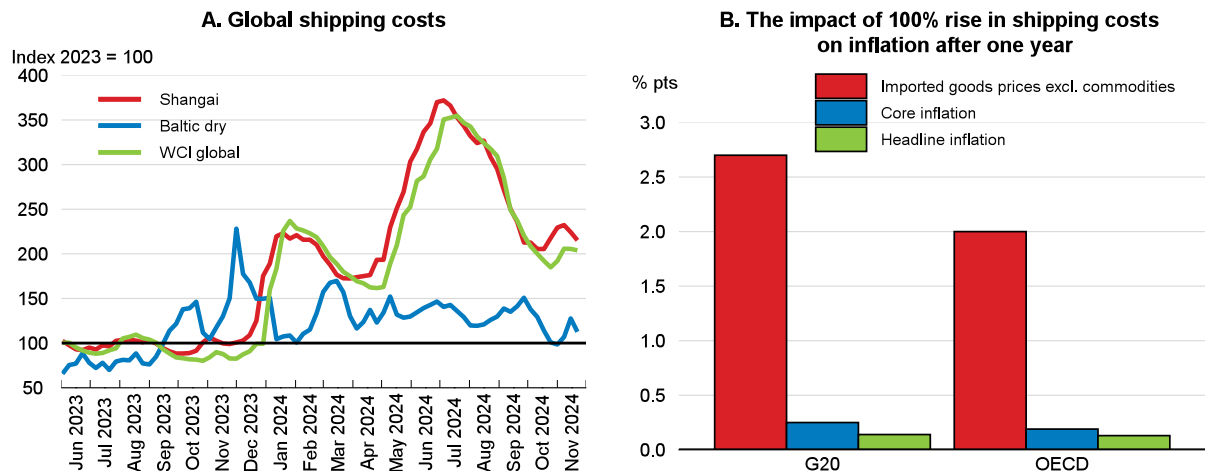 A. Global shipping costs
Index 2023 = 100
400
350
300
250
200
150
100
50
Shangai
Baltic dry
WCI global
Jun 2023
Jul 2023
Aug 2023
Sep 2023
Oct 2023
Nov 2023
Dec 2023
Jan 2024
Feb 2024
Mar 2024
Apr 2024
May 2024
Jun 2024
Jul 2024
Aug 2024
Sep 2024
Oct 2024
Nov 2024
B. The impact of 100% rise in shipping costs
on inflation after one year
% pts
Imported goods prices excl. commodities
Core inflation
Headline inflation
3.0
2.5
2.0
1.5
1.0
0.5
0.0
G20
OECD